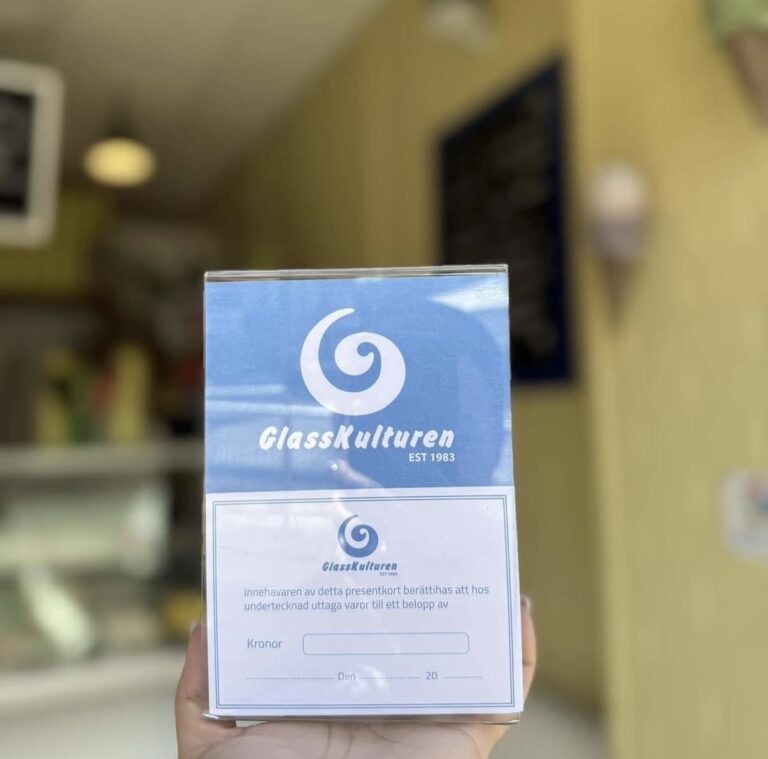 GlassKulturen
EST 1983
GlassKulturen
EST 1983
Innehavaren av detta presentkort berättihas att hos
undertecknad uttaga varor till ett belopp av
Kronor
Den 20